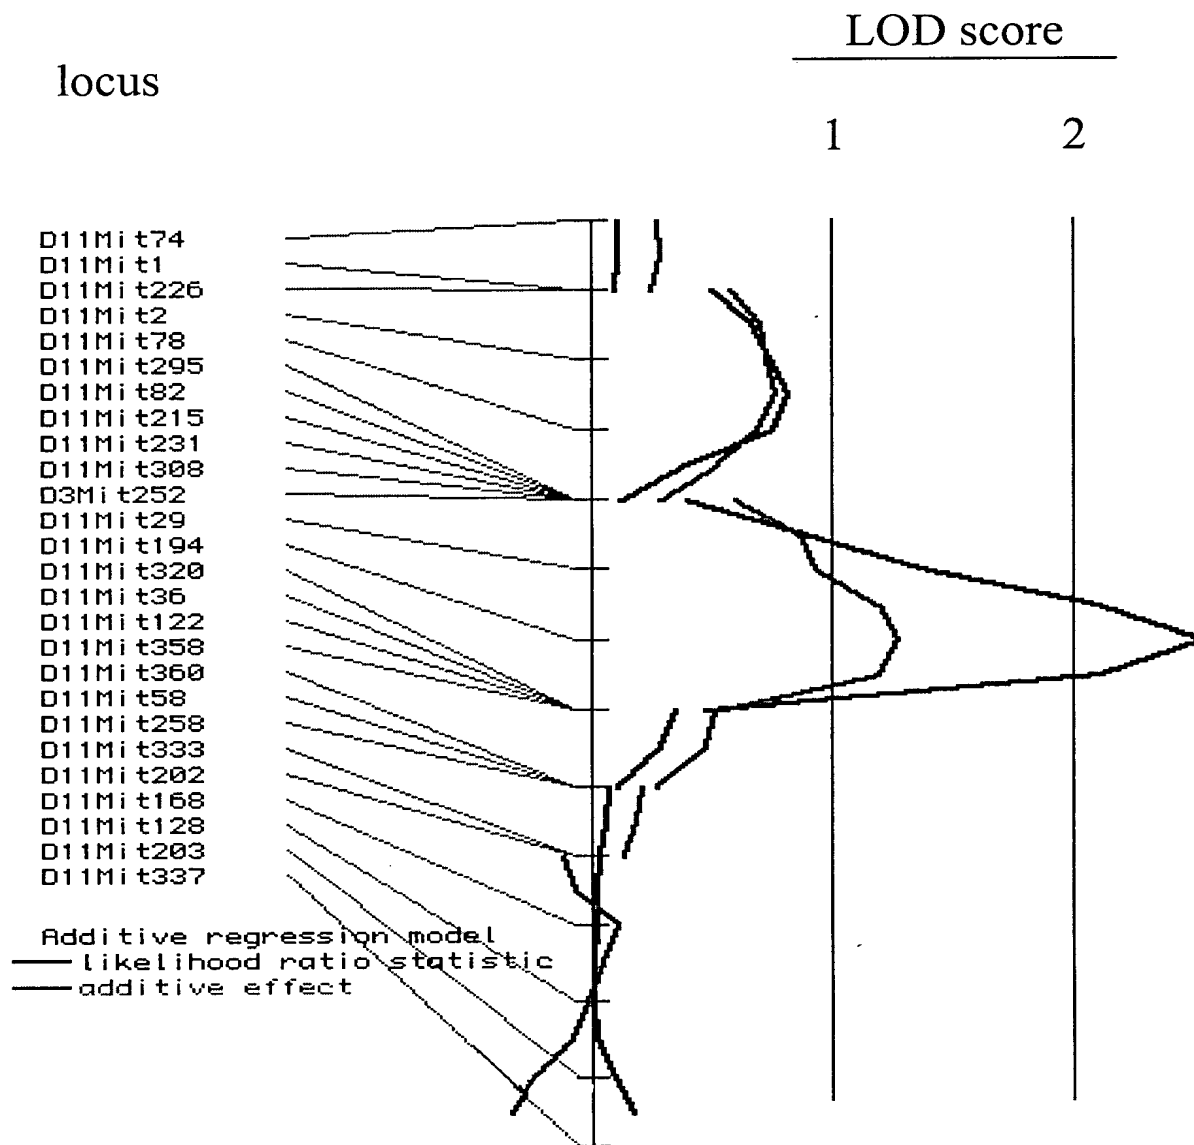 LOD score
locus
1 2
D11Mit74
D11Mit1
D11Mit226
D11Mit2
D11Mit78
D11Mit295
D11Mit82
D11Mit215
D11Mit231
D11Mit308
D3Mit252
D11Mit29
D11Mit194
D11Mit320
D11Mit36
D11Mit122
D11Mit358
D11Mit360
D11Mit58
D11Mit258
D11Mit333
D11Mit202
D11Mit168
D11Mit128
D11Mit203
D11Mit337
Additive regression model
likelihood ratio statistic
additive effect